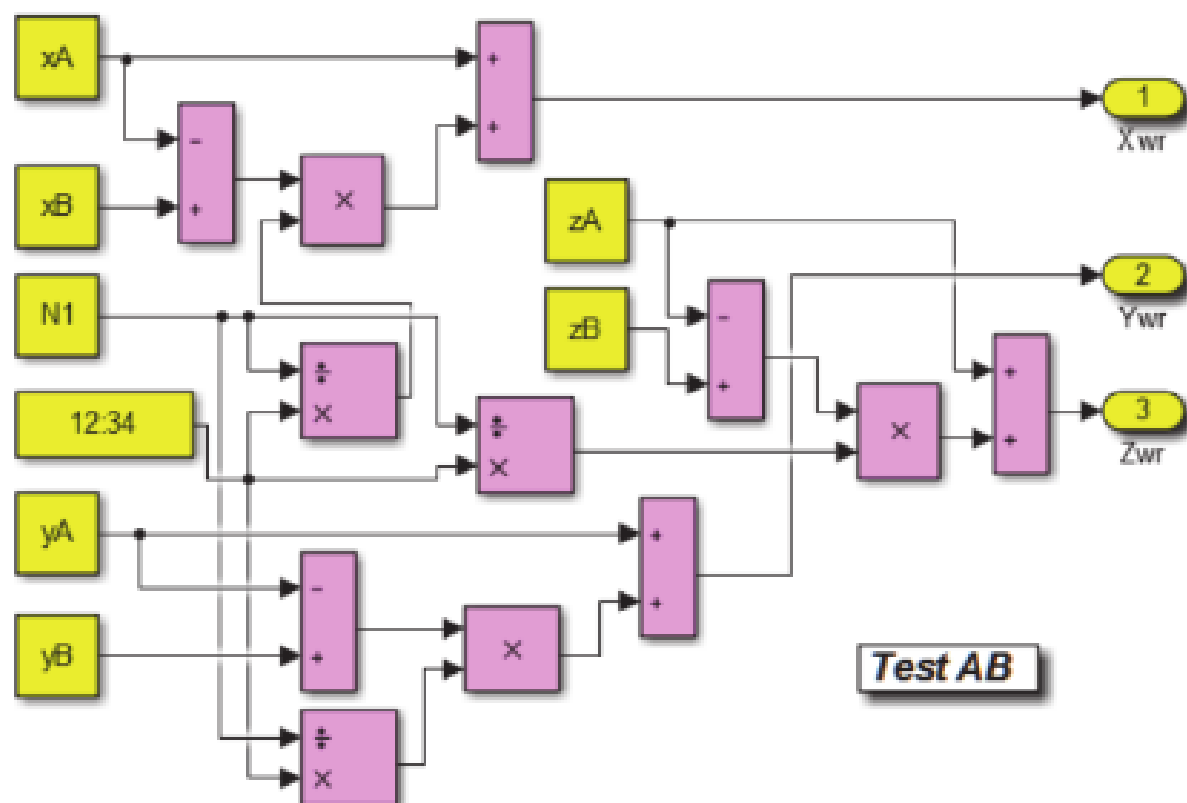 xA
+
+
1
Xwr
-
+
xB
×
zA
2
Ywr
N1
zB
-
+
÷
×
+
+
3
Zwr
12:34
÷
×
×
yA
+
+
-
+
×
yB
Test AB
÷
×